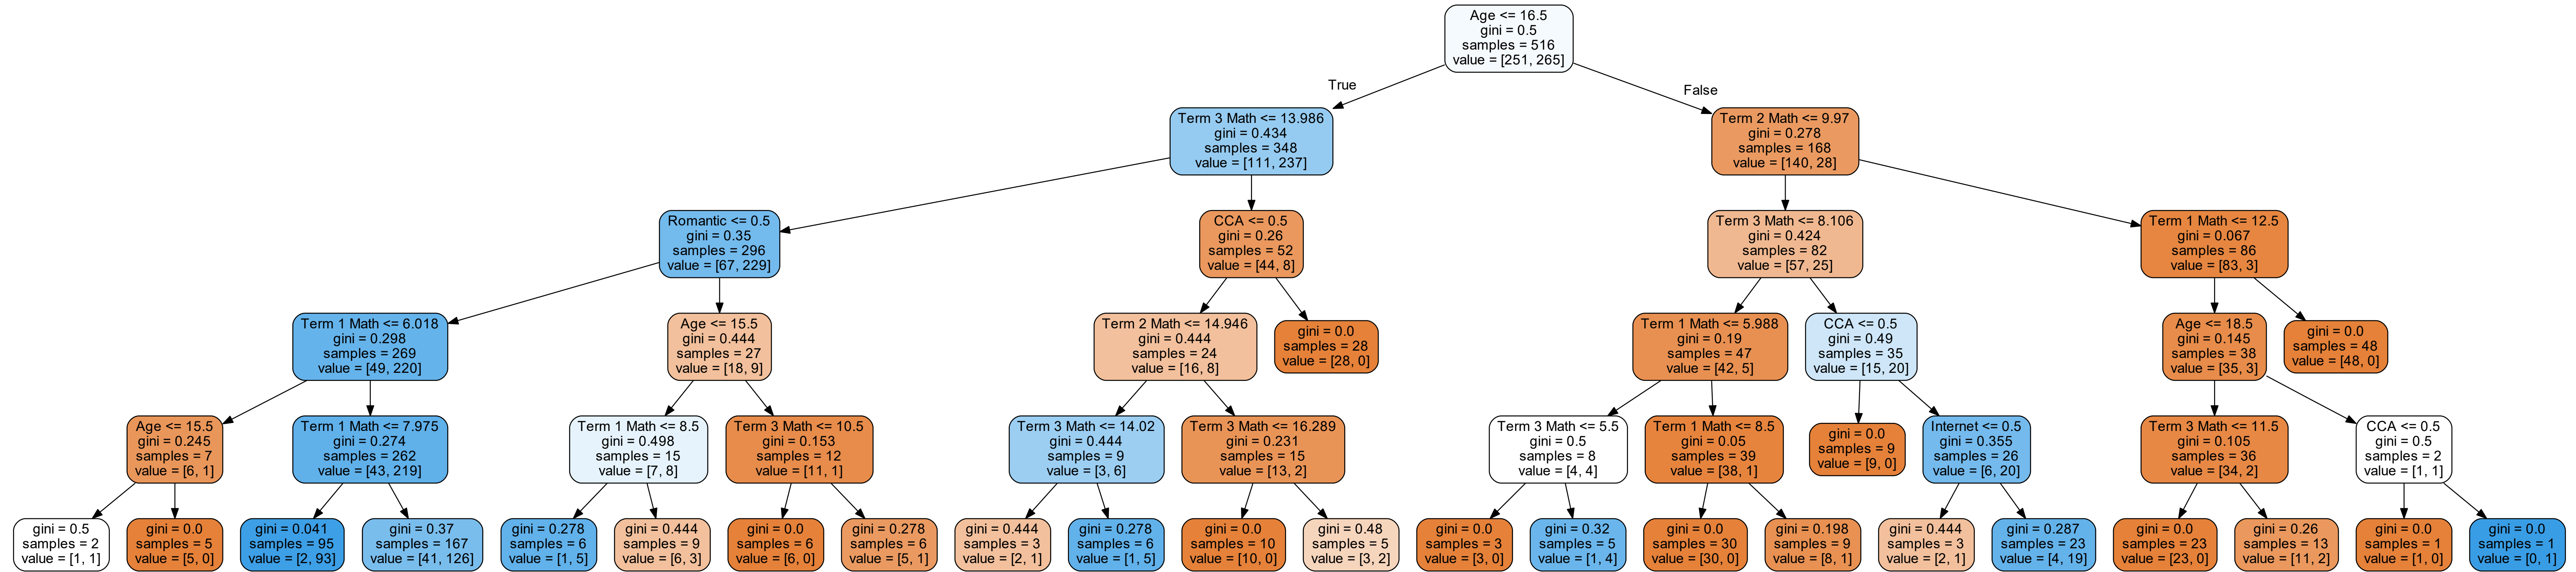 Age <= 16.5
gini = 0.5
samples = 516
value = [251, 265]
True
False
Term 3 Math <= 13.986
gini = 0.434
samples = 348
value = [111, 237]
Term 2 Math <= 9.97
gini = 0.278
samples = 168
value = [140, 28]
Romantic <= 0.5
gini = 0.35
samples = 296
value = [67, 229]
CCA <= 0.5
gini = 0.26
samples = 52
value = [44, 8]
Term 3 Math <= 8.106
gini = 0.424
samples = 82
value = [57, 25]
Term 1 Math <= 12.5
gini = 0.067
samples = 86
value = [83, 3]
Term 1 Math <= 6.018
gini = 0.298
samples = 269
value = [49, 220]
Age <= 15.5
gini = 0.444
samples = 27
value = [18, 9]
Term 2 Math <= 14.946
gini = 0.444
samples = 24
value = [16, 8]
gini = 0.0
samples = 28
value = [28, 0]
Term 1 Math <= 5.988
gini = 0.19
samples = 47
value = [42, 5]
CCA <= 0.5
gini = 0.49
samples = 35
value = [15, 20]
Age <= 18.5
gini = 0.145
samples = 38
value = [35, 3]
gini = 0.0
samples = 48
value = [48, 0]
Age <= 15.5
gini = 0.245
samples = 7
value = [6, 1]
Term 1 Math <= 7.975
gini = 0.274
samples = 262
value = [43, 219]
Term 1 Math <= 8.5
gini = 0.498
samples = 15
value = [7, 8]
Term 3 Math <= 10.5
gini = 0.153
samples = 12
value = [11, 1]
Term 3 Math <= 14.02
gini = 0.444
samples = 9
value = [3, 6]
Term 3 Math <= 16.289
gini = 0.231
samples = 15
value = [13, 2]
Term 3 Math <= 5.5
gini = 0.5
samples = 8
value = [4, 4]
Term 1 Math <= 8.5
gini = 0.05
samples = 39
value = [38, 1]
gini = 0.0
samples = 9
value = [9, 0]
Internet <= 0.5
gini = 0.355
samples = 26
value = [6, 20]
Term 3 Math <= 11.5
gini = 0.105
samples = 36
value = [34, 2]
CCA <= 0.5
gini = 0.5
samples = 2
value = [1, 1]
gini = 0.5
samples = 2
value = [1, 1]
gini = 0.0
samples = 5
value = [5, 0]
gini = 0.041
samples = 95
value = [2, 93]
gini = 0.37
samples = 167
value = [41, 126]
gini = 0.278
samples = 6
value = [1, 5]
gini = 0.444
samples = 9
value = [6, 3]
gini = 0.0
samples = 6
value = [6, 0]
gini = 0.278
samples = 6
value = [5, 1]
gini = 0.444
samples = 3
value = [2, 1]
gini = 0.278
samples = 6
value = [1, 5]
gini = 0.0
samples = 10
value = [10, 0]
gini = 0.48
samples = 5
value = [3, 2]
gini = 0.0
samples = 3
value = [3, 0]
gini = 0.32
samples = 5
value = [1, 4]
gini = 0.0
samples = 30
value = [30, 0]
gini = 0.198
samples = 9
value = [8, 1]
gini = 0.444
samples = 3
value = [2, 1]
gini = 0.287
samples = 23
value = [4, 19]
gini = 0.0
samples = 23
value = [23, 0]
gini = 0.26
samples = 13
value = [11, 2]
gini = 0.0
samples = 1
value = [1, 0]
gini = 0.0
samples = 1
value = [0, 1]